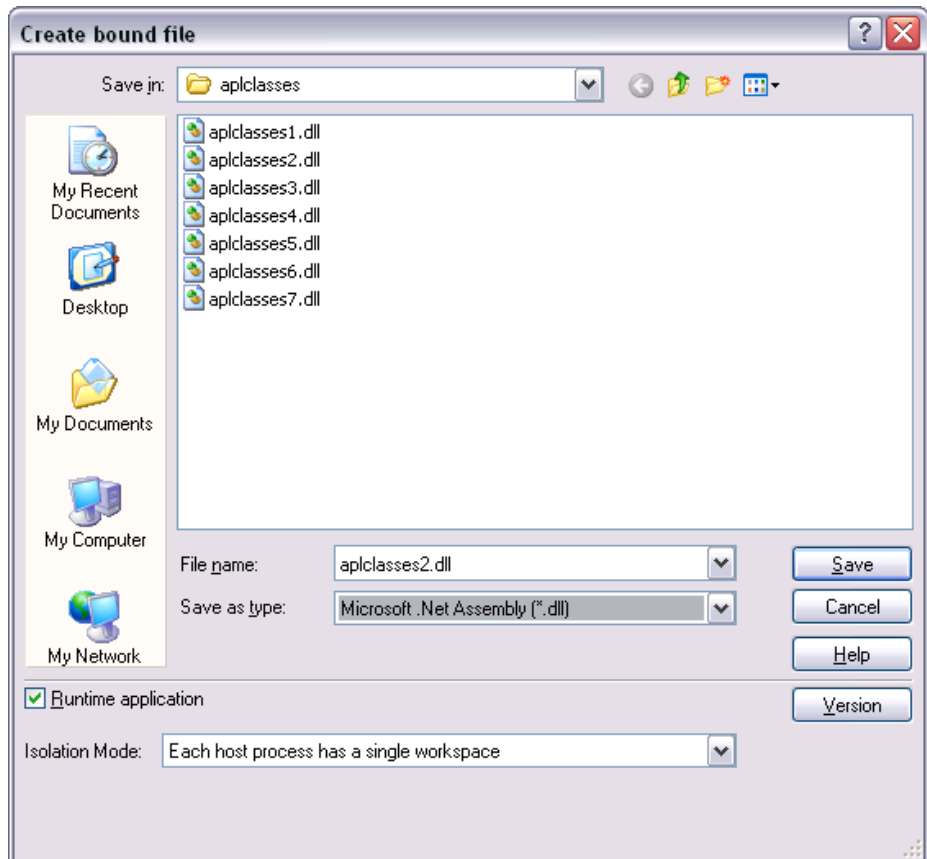 Create bound file
?
Save in:
aplclasses
aplclasses1.dll
aplclasses2.dll
aplclasses3.dll
aplclasses4.dll
aplclasses5.dll
aplclasses6.dll
aplclasses7.dll
My Recent
Documents
Desktop
My Documents
My Computer
My Network
File name:
aplclasses2.dll
Save
Save as type:
Microsoft .Net Assembly (*.dll)
Cancel
Help
Runtime application
Version
Isolation Mode:
Each host process has a single workspace